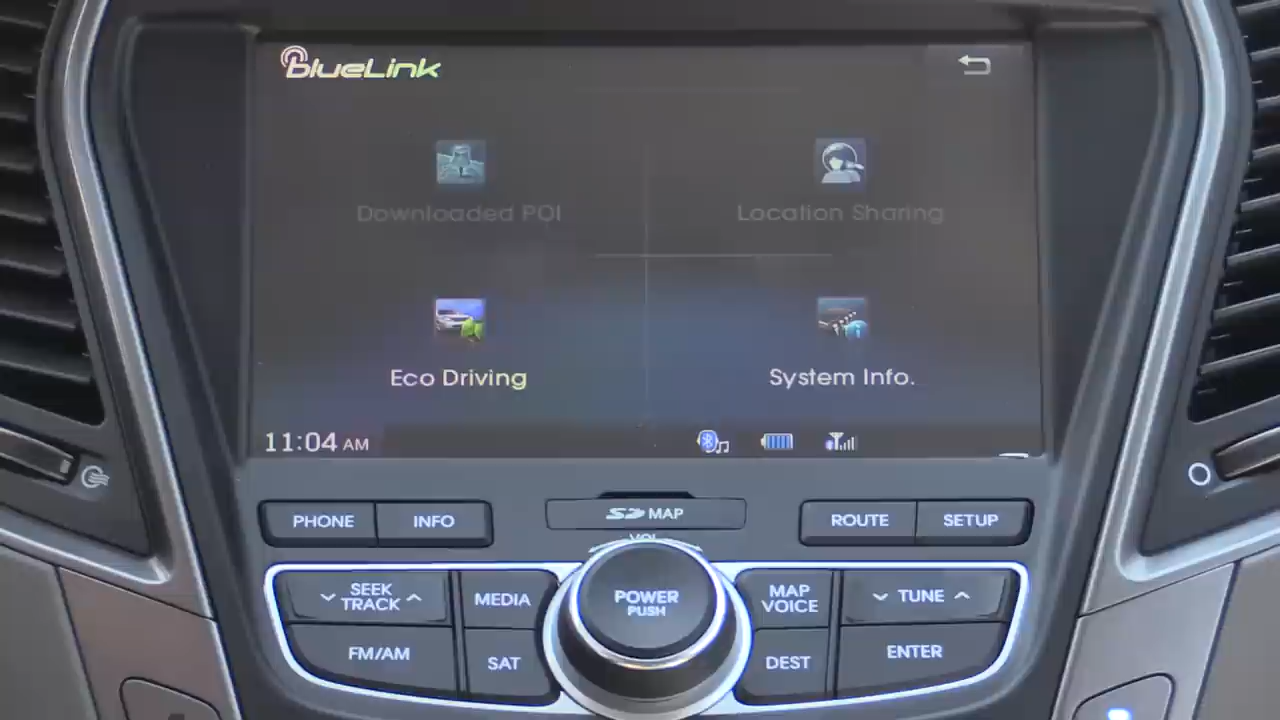 blueLink
Downloaded POI
Location Sharing
Eco Driving
System Info.
11:04 AM
PHONE
INFO
SD MAP
ROUTE
SETUP
VOL
SEEK
TRACK
MEDIA
POWER
PUSH
MAP
VOICE
TUNE
FM/AM
SAT
DEST
ENTER